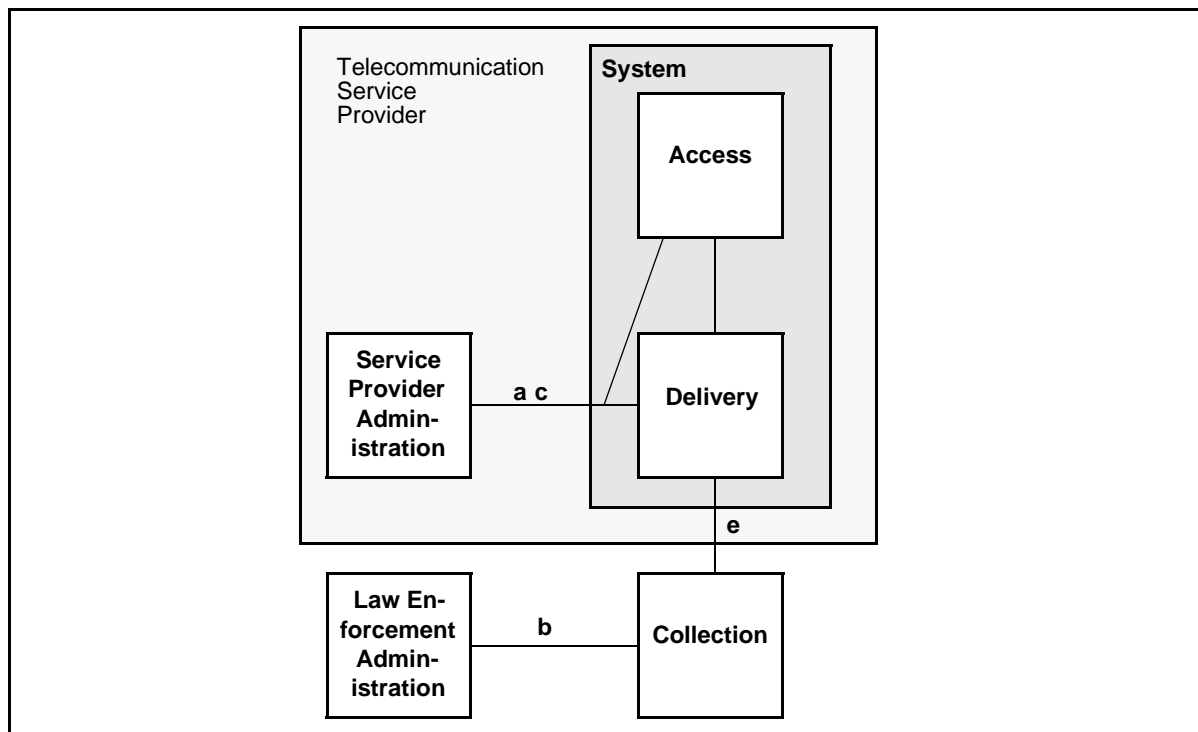 Telecommunication
Service
Provider
System
Access
Service
Provider
Admin-
istration
a c
Delivery
e
Law En-
forcement
Admin-
istration
b
Collection